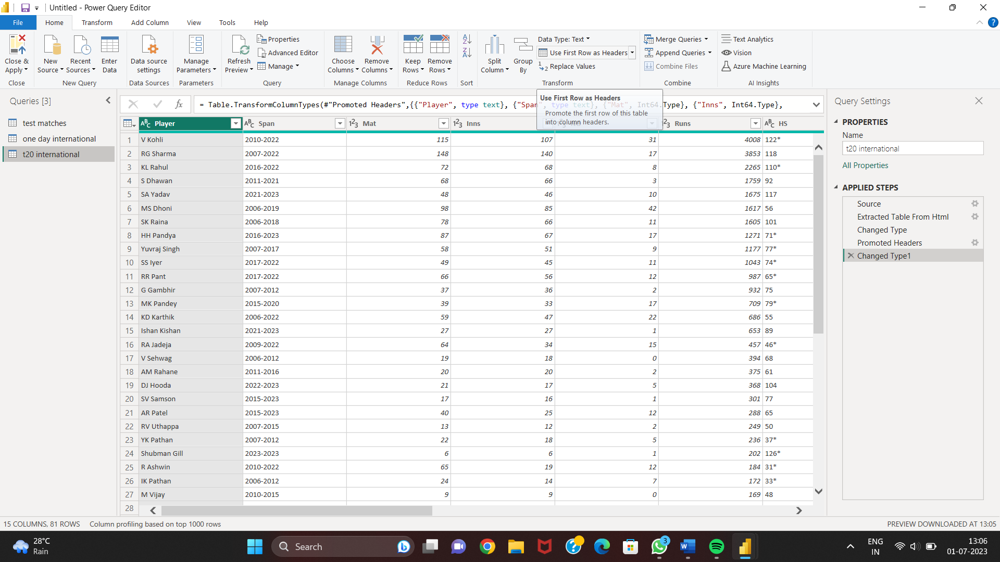 Untitled - Power Query Editor
File Home Transform Add Column View Tools Help
Close & Apply
New Source
Recent Sources
Enter Data
Data source settings
Manage Parameters
Refresh Preview
Properties
Advanced Editor
Manage
Choose Columns
Remove Columns
Keep Rows
Remove Rows
Split Column
Group By
Data Type: Text
Use First Row as Headers
Replace Values
Merge Queries
Append Queries
Combine Files
Text Analytics
Vision
Azure Machine Learning
Close New Query Data Sources Parameters Query Manage Columns Reduce Rows Sort Transform Combine AI Insights
Queries [3]
test matches
one day international
t20 international
= Table.TransformColumnTypes(#"Promoted Headers",{{"Player", type text}, {"Span", type text}, {"Mat", Int64.Type}, {"Inns", Int64.Type},
Use First Row as Headers
Promote the first row of this table
into column headers.
Player Span Mat Inns Runs HS
1 V Kohli 2010-2022 115 107 31 4008 122*
2 RG Sharma 2007-2022 148 140 17 3853 118
3 KL Rahul 2016-2022 72 68 8 2265 110*
4 S Dhawan 2011-2021 68 66 3 1759 92
5 SA Yadav 2021-2023 48 46 10 1675 117
6 MS Dhoni 2006-2019 98 85 42 1617 56
7 SK Raina 2006-2018 78 66 11 1605 101
8 HH Pandya 2016-2023 87 67 17 1271 71*
9 Yuvraj Singh 2007-2017 58 51 9 1177 77*
10 SS Iyer 2017-2022 49 45 11 1043 74*
11 RR Pant 2017-2022 66 56 12 987 65*
12 G Gambhir 2007-2012 37 36 2 932 75
13 MK Pandey 2015-2020 39 33 17 709 79*
14 KD Karthik 2006-2022 59 47 22 686 55
15 Ishan Kishan 2021-2023 27 27 1 653 89
16 RA Jadeja 2009-2022 64 34 15 457 46*
17 V Sehwag 2006-2012 19 18 0 394 68
18 AM Rahane 2011-2016 20 20 2 375 61
19 DJ Hooda 2022-2023 21 17 5 368 104
20 SV Samson 2015-2023 17 16 1 301 77
21 AR Patel 2015-2023 40 25 12 288 65
22 RV Uthappa 2007-2015 13 12 2 249 50
23 YK Pathan 2007-2012 22 18 5 236 37*
24 Shubman Gill 2023-2023 6 6 1 202 126*
25 R Ashwin 2010-2022 65 19 12 184 31*
26 IK Pathan 2006-2012 24 14 7 172 33*
27 M Vijay 2010-2015 9 9 0 169 48
28
Query Settings
PROPERTIES
Name
t20 international
All Properties
APPLIED STEPS
Source
Extracted Table From Html
Changed Type
Promoted Headers
Changed Type1
15 COLUMNS, 81 ROWS Column profiling based on top 1000 rows
PREVIEW DOWNLOADED AT 13:05
28°C
Rain
Search
3
ENG
IN
13:06
01-07-2023